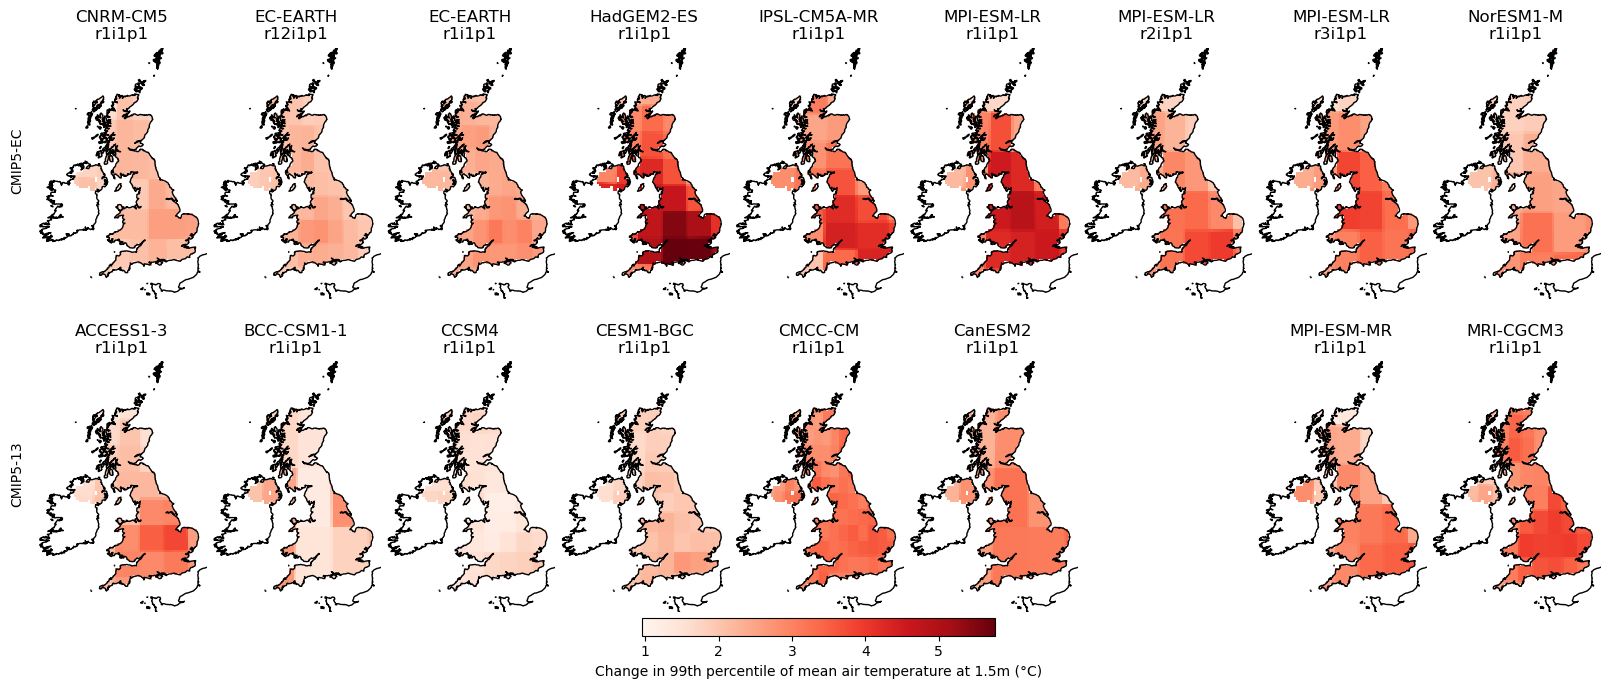 CNRM-CM5
r1i1p1
EC-EARTH
r12i1p1
EC-EARTH
r1i1p1
HadGEM2-ES
r1i1p1
IPSL-CM5A-MR
r1i1p1
MPI-ESM-LR
r1i1p1
MPI-ESM-LR
r2i1p1
MPI-ESM-LR
r3i1p1
NorESM1-M
r1i1p1
CMIP5-EC
ACCESS1-3
r1i1p1
BCC-CSM1-1
r1i1p1
CCSM4
r1i1p1
CESM1-BGC
r1i1p1
CMCC-CM
r1i1p1
CanESM2
r1i1p1
MPI-ESM-MR
r1i1p1
MRI-CGCM3
r1i1p1
CMIP5-13
1 2 3 4 5
Change in 99th percentile of mean air temperature at 1.5m (°C)